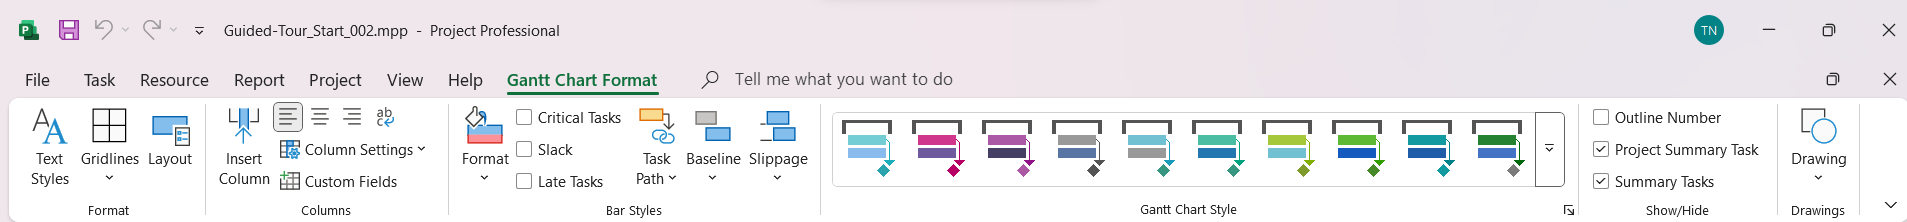 Guided-Tour_Start_002.mpp - Project Professional
TN
File Task Resource Report Project View Help Gantt Chart Format Tell me what you want to do
Text Styles
Gridlines
Layout
Format
Insert Column
ab
c
Column Settings
Custom Fields
Columns
Format
Critical Tasks
Slack
Late Tasks
Task Path
Baseline
Slippage
Bar Styles
Gantt Chart Style
Outline Number
Project Summary Task
Summary Tasks
Show/Hide
Drawing
Drawings